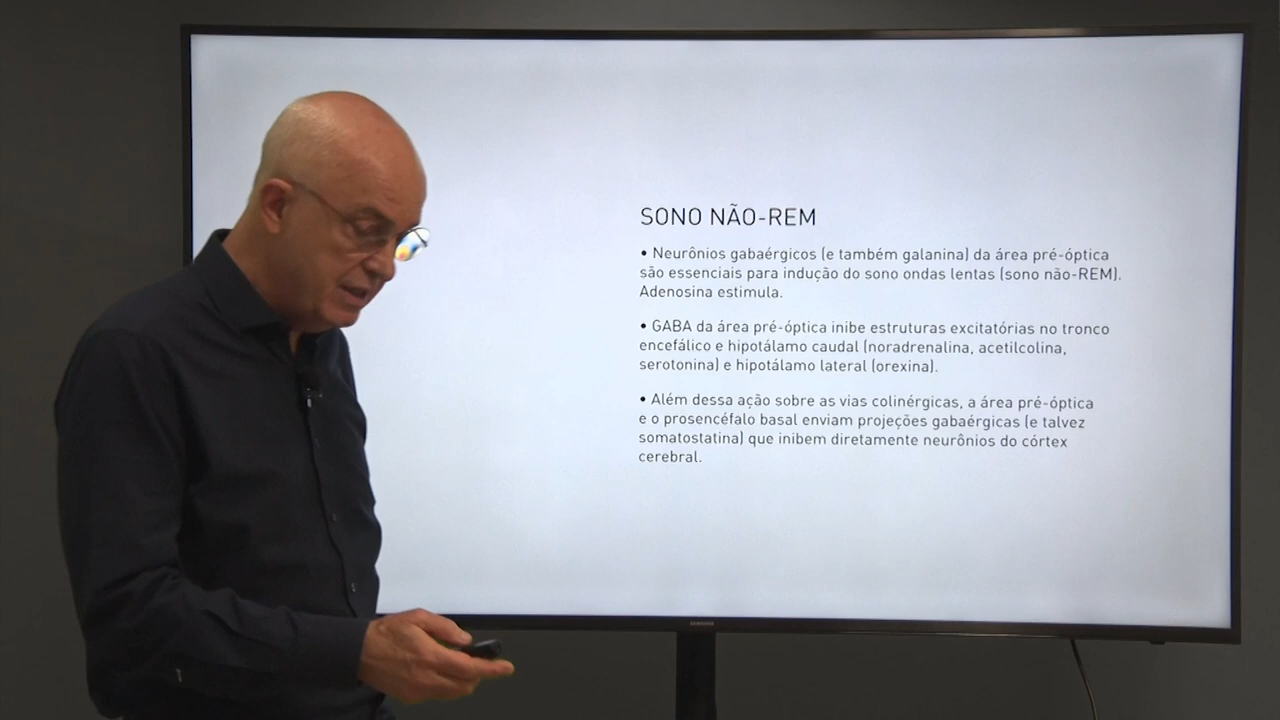 SONO NÃO-REM
• Neurônios gabaérgicos (e também galanina) da área pré-óptica
são essenciais para indução do sono ondas lentas (sono não-REM).
Adenosina estimula.
• GABA da área pré-óptica inibe estruturas excitatórias no tronco
encefálico e hipotálamo caudal (noradrenalina, acetilcolina,
serotonina) e hipotálamo lateral (orexina).
• Além dessa ação sobre as vias colinérgicas, a área pré-óptica
e o prosencéfalo basal enviam projeções gabaérgicas (e talvez
somatostatina) que inibem diretamente neurônios do córtex
cerebral.
SAMSUNG